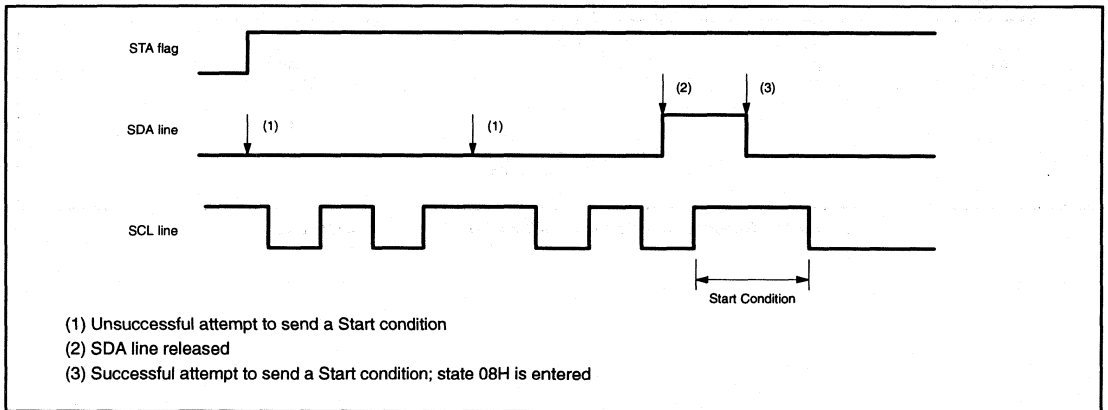 STA flag
(2)
(3)
SDA line
(1)
(1)
SCL line
Start Condition
(1) Unsuccessful attempt to send a Start condition
(2) SDA line released
(3) Successful attempt to send a Start condition; state 08H is entered